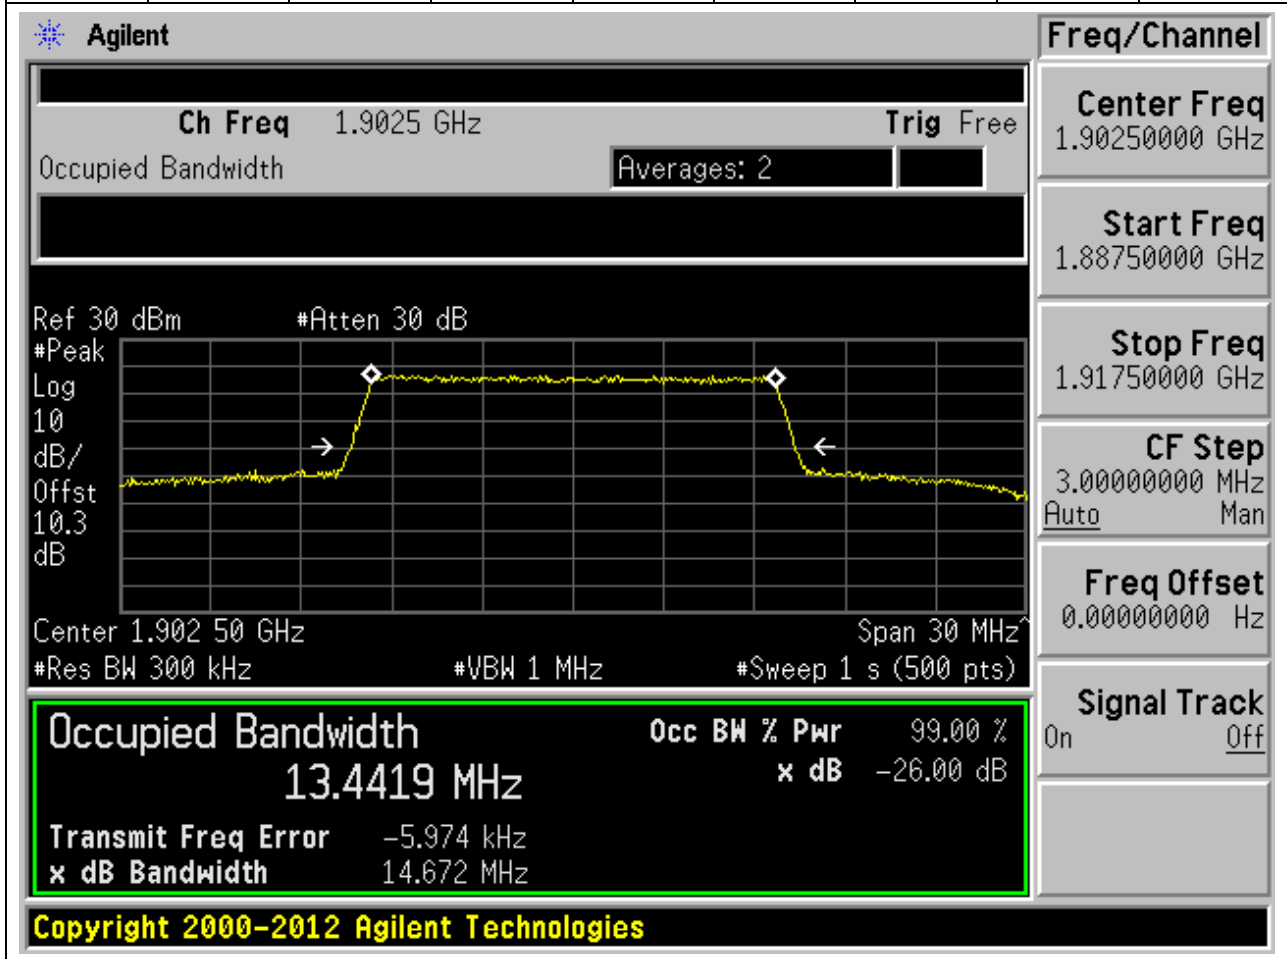 Agilent
Freq/Channel
Ch Freq 1.9025 GHz Trig Free
Occupied Bandwidth Averages: 2
Center Freq
1.90250000 GHz
Start Freq
1.88750000 GHz
Stop Freq
1.91750000 GHz
CF Step
3.00000000 MHz
Auto Man
Freq Offset
0.00000000 Hz
Signal Track
On Off
Ref 30 dBm #Atten 30 dB
#Peak
Log
10
dB/
Offst
10.3
dB
Center 1.902 50 GHz Span 30 MHz^
#Res BW 300 kHz #VBW 1 MHz #Sweep 1 s (500 pts)
Occupied Bandwidth Occ BW % Pwr 99.00 %
13.4419 MHz x dB -26.00 dB
Transmit Freq Error -5.974 kHz
x dB Bandwidth 14.672 MHz
Copyright 2000-2012 Agilent Technologies